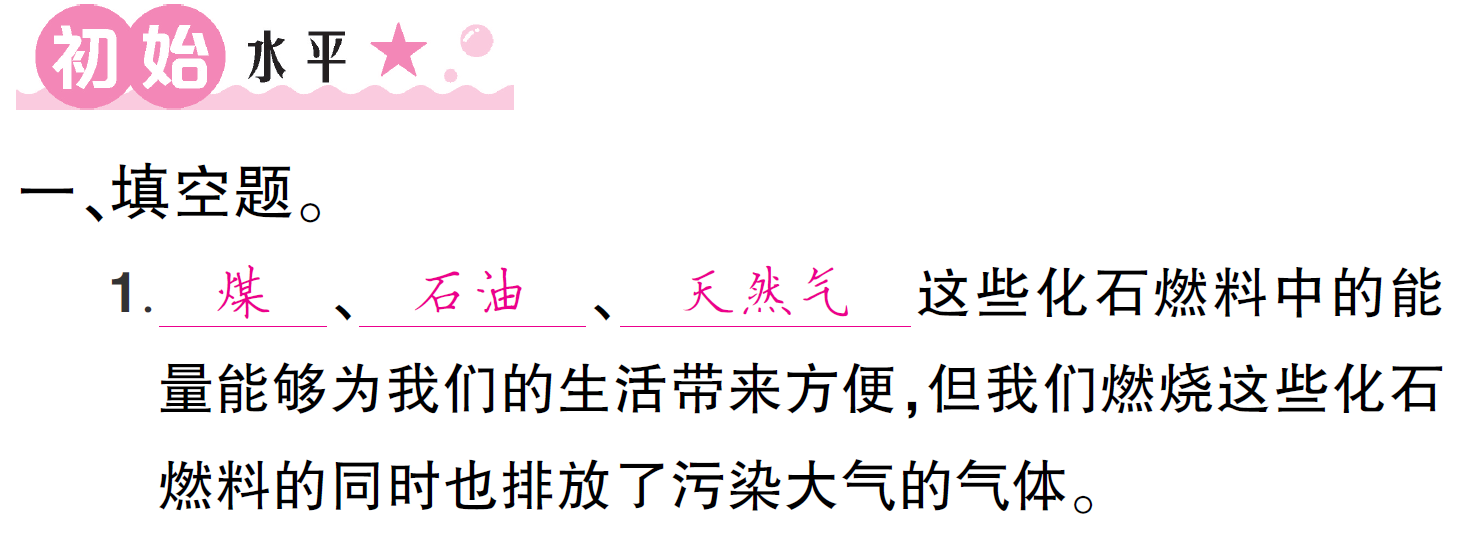 初始水平
一、填空题。
1. 煤、石油、天然气这些化石燃料中的能
量能够为我们的生活带来方便,但我们燃烧这些化石
燃料的同时也排放了污染大气的气体。